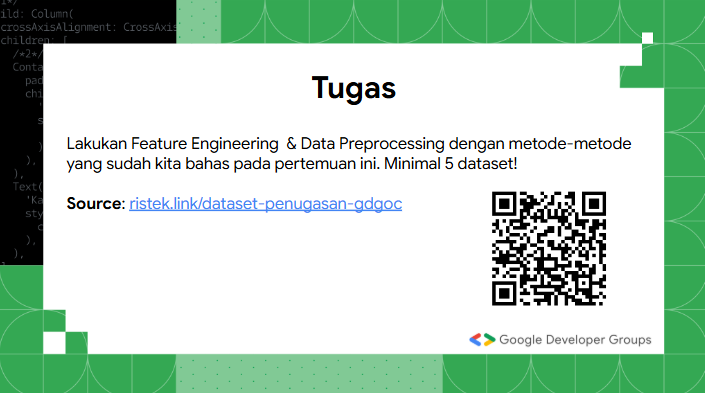 1*/
ild: Column(
crossAxisAlignment: CrossAxis
children: [
/*2*/
Conta
pad
chi
s
)
),
),
Text(
'Ka
sty
c
),
),
Tugas
Lakukan Feature Engineering & Data Preprocessing dengan metode-metode
yang sudah kita bahas pada pertemuan ini. Minimal 5 dataset!
Source: ristek.link/dataset-penugasan-gdgoc
Google Developer Groups